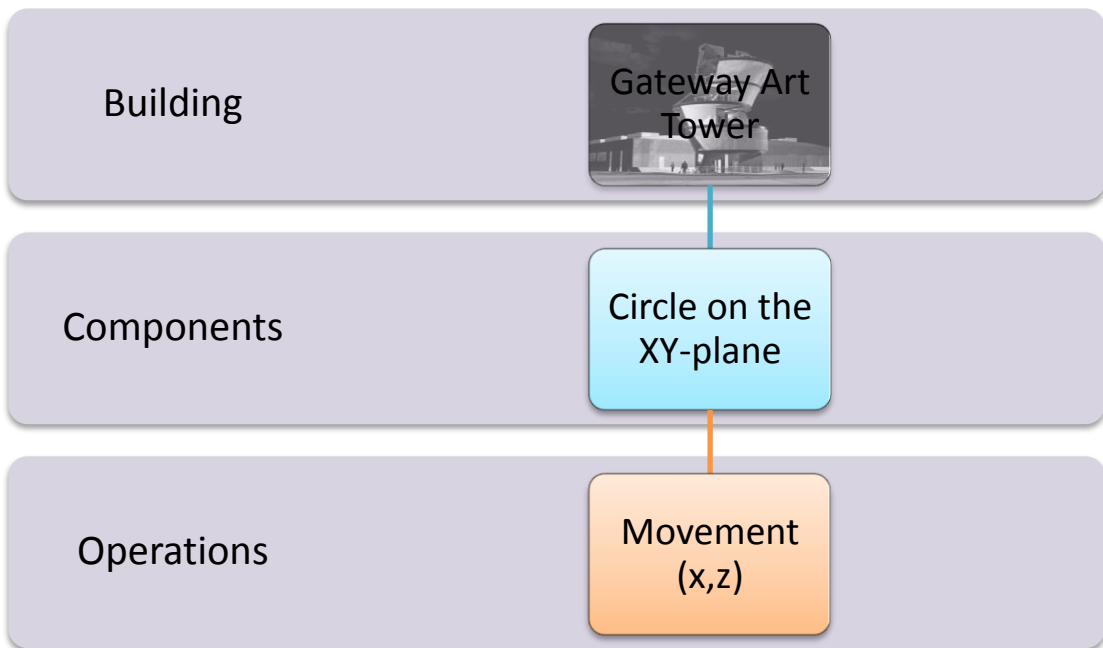 Building
Gateway Art
Tower
Components
Circle on the
XY-plane
Operations
Movement
(x,z)